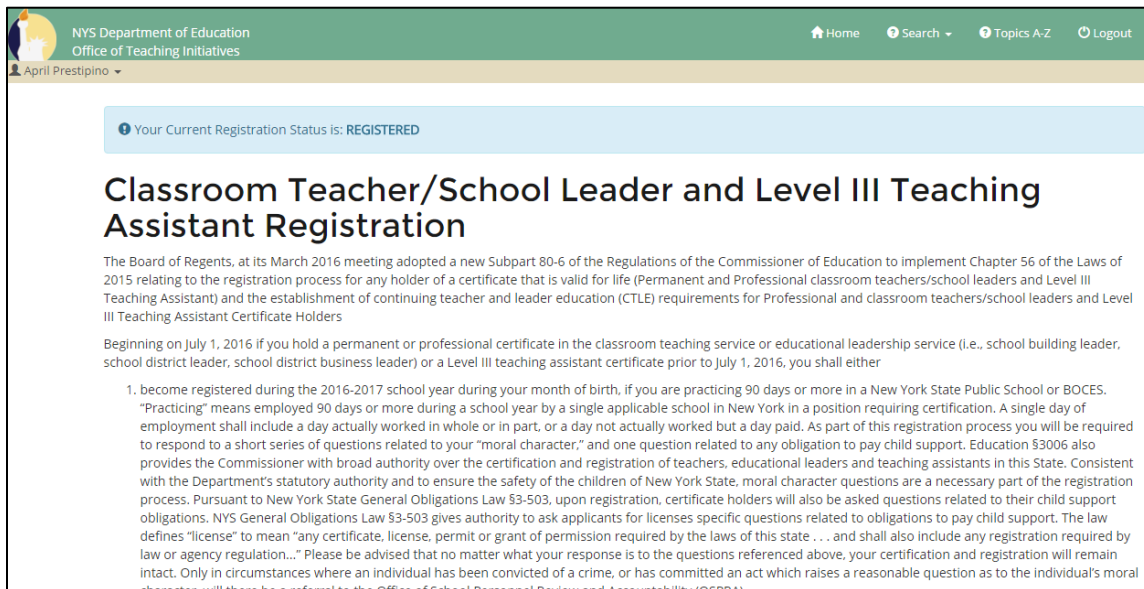 NYS Department of Education
Office of Teaching Initiatives
Home Search Topics A-Z Logout
April Prestipino
Your Current Registration Status is: REGISTERED
Classroom Teacher/School Leader and Level III Teaching
Assistant Registration
The Board of Regents, at its March 2016 meeting adopted a new Subpart 80-6 of the Regulations of the Commissioner of Education to implement Chapter 56 of the Laws of
2015 relating to the registration process for any holder of a certificate that is valid for life (Permanent and Professional classroom teachers/school leaders and Level III
Teaching Assistant) and the establishment of continuing teacher and leader education (CTLE) requirements for Professional and classroom teachers/school leaders and Level
III Teaching Assistant Certificate Holders
Beginning on July 1, 2016 if you hold a permanent or professional certificate in the classroom teaching service or educational leadership service (i.e., school building leader,
school district leader, school district business leader) or a Level III teaching assistant certificate prior to July 1, 2016, you shall either
1. become registered during the 2016-2017 school year during your month of birth, if you are practicing 90 days or more in a New York State Public School or BOCES.
“Practicing” means employed 90 days or more during a school year by a single applicable school in New York in a position requiring certification. A single day of
employment shall include a day actually worked in whole or in part, or a day not actually worked but a day paid. As part of this registration process you will be required
to respond to a short series of questions related to your “moral character,” and one question related to any obligation to pay child support. Education §3006 also
provides the Commissioner with broad authority over the certification and registration of teachers, educational leaders and teaching assistants in this State. Consistent
with the Department’s statutory authority and to ensure the safety of the children of New York State, moral character questions are a necessary part of the registration
process. Pursuant to New York State General Obligations Law §3-503, upon registration, certificate holders will also be asked questions related to their child support
obligations. NYS General Obligations Law §3-503 gives authority to ask applicants for licenses specific questions related to obligations to pay child support. The law
defines “license” to mean “any certificate, license, permit or grant of permission required by the laws of this state . . . and shall also include any registration required by
law or agency regulation...” Please be advised that no matter what your response is to the questions referenced above, your certification and registration will remain
intact. Only in circumstances where an individual has been convicted of a crime, or has committed an act which raises a reasonable question as to the individual’s moral
character, will there be a referral to the Office of School Personnel Review and Accountability (OSPRA)